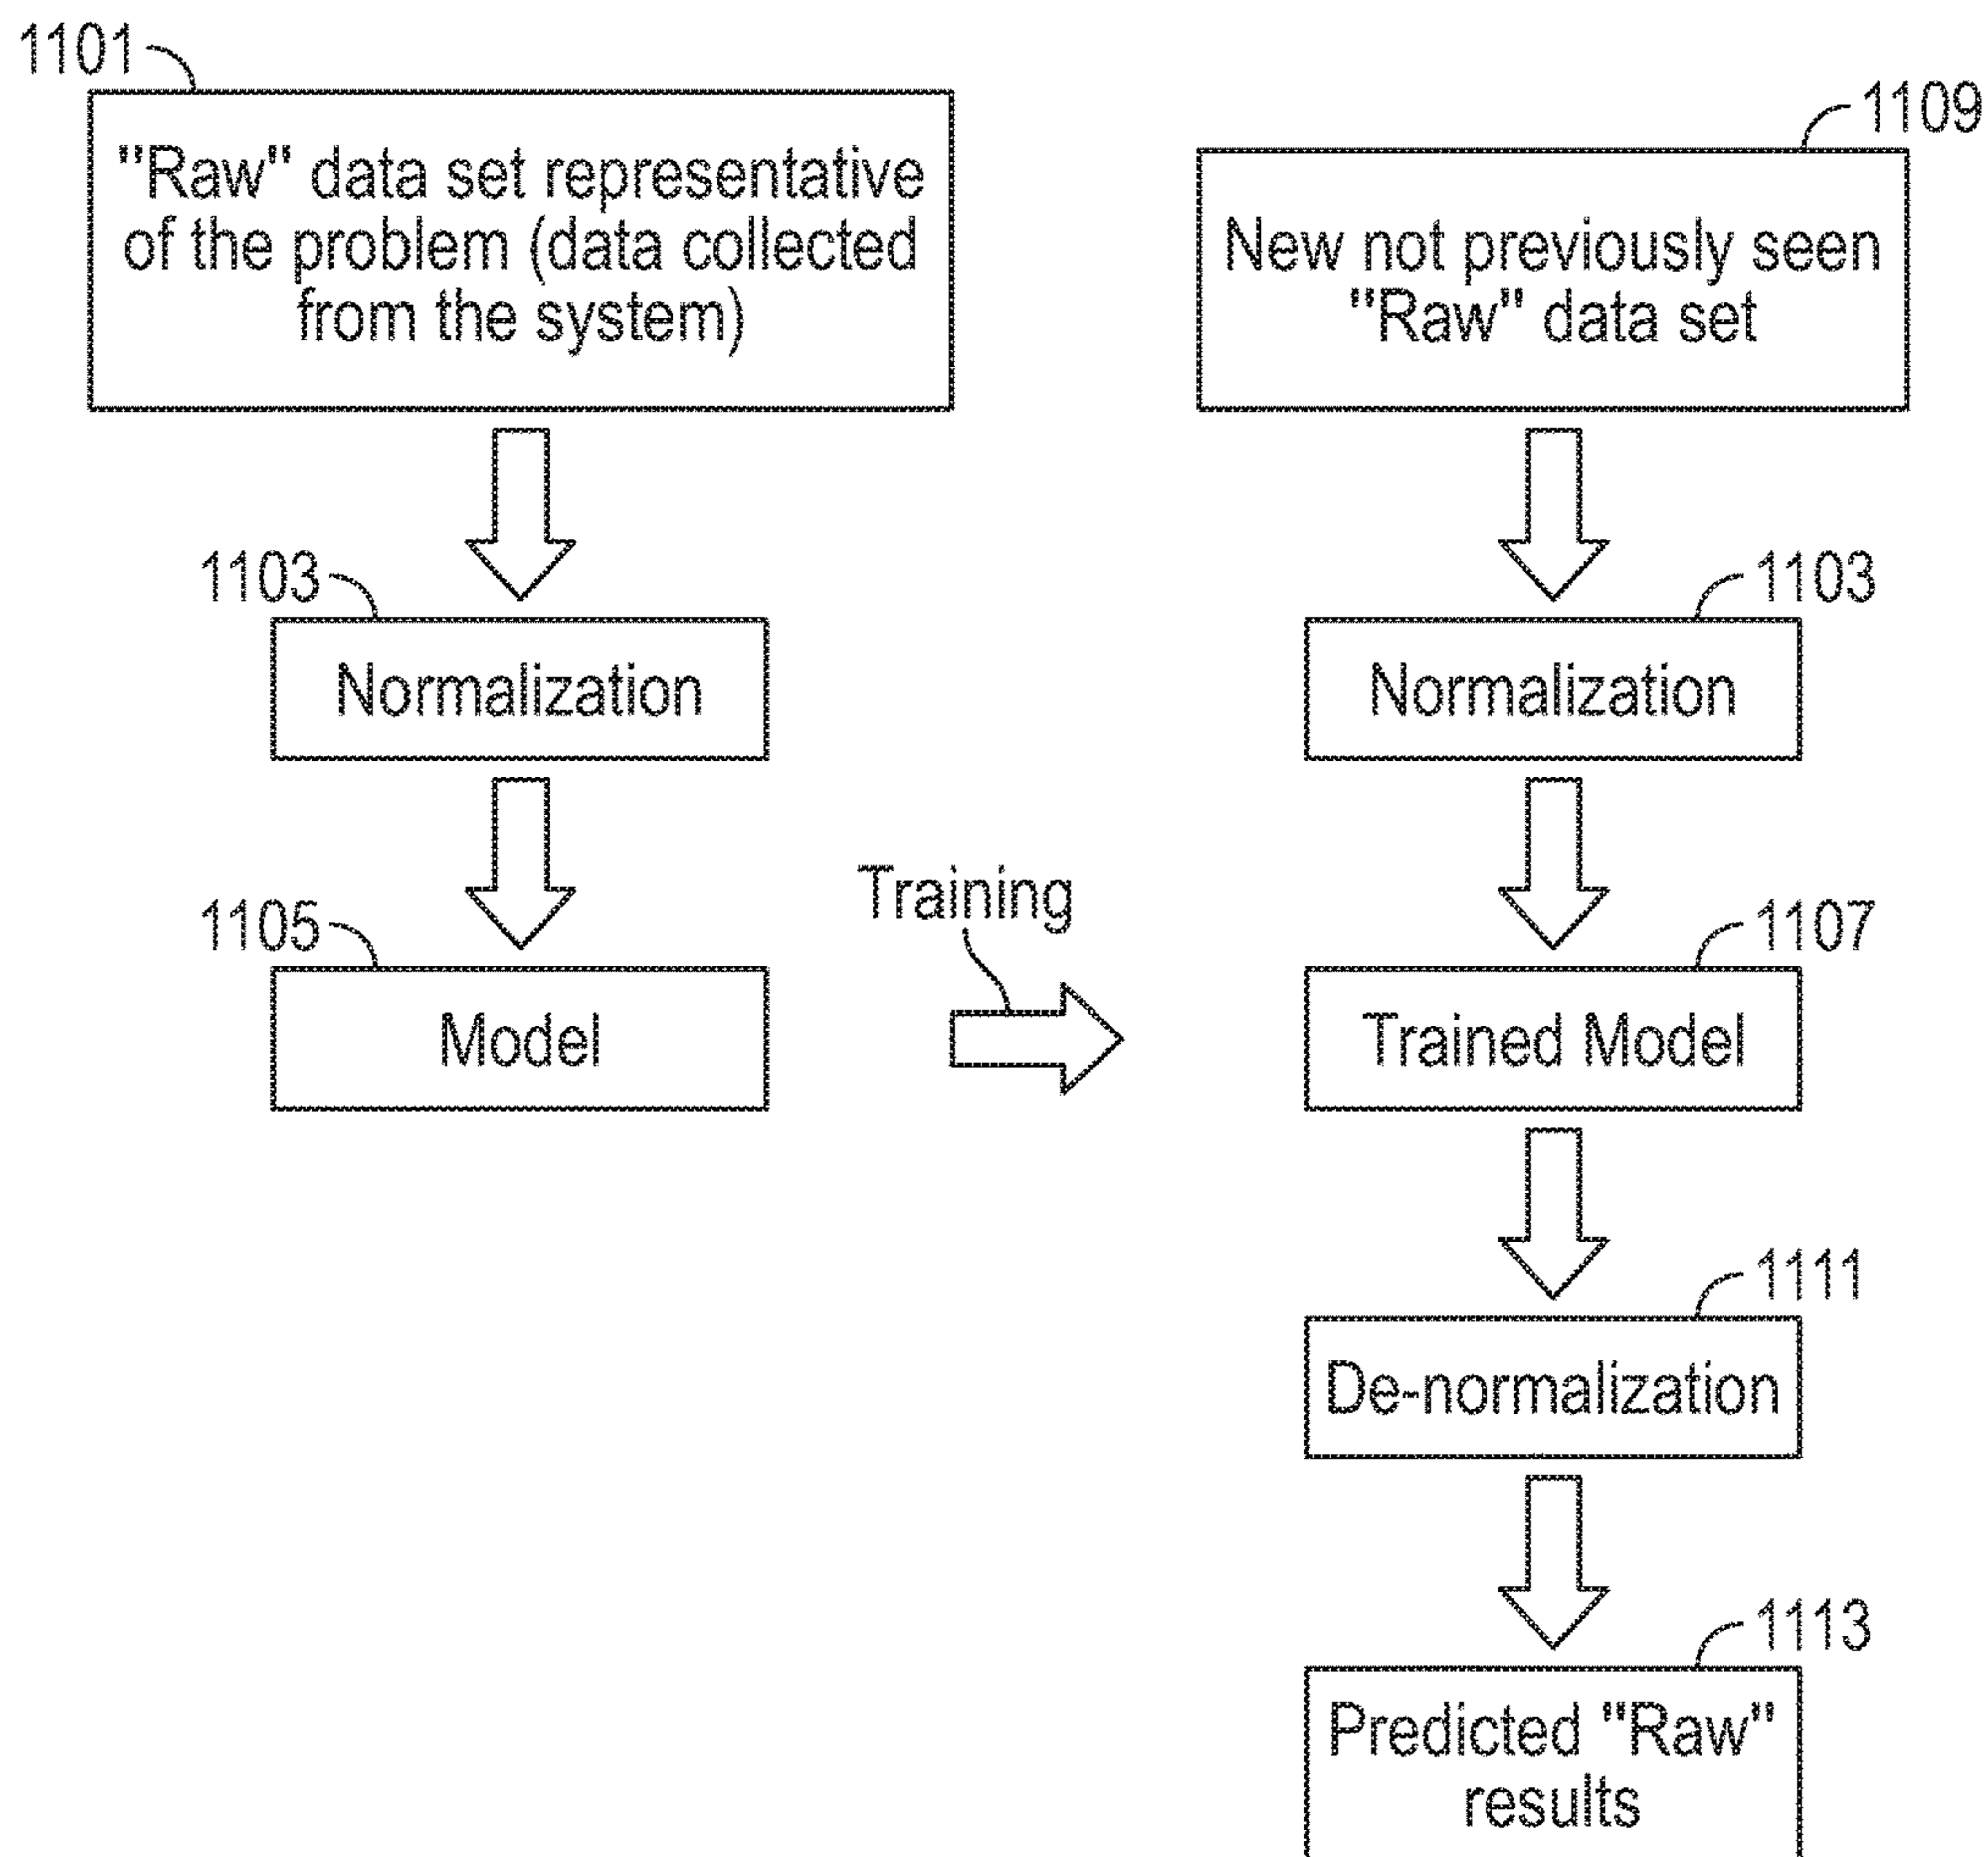 1101
"Raw" data set representative
of the problem (data collected
from the system)
1103
Normalization
1105
Model
Training
1109
New not previously seen
"Raw" data set
1103
Normalization
1107
Trained Model
1111
De-normalization
1113
Predicted "Raw"
results